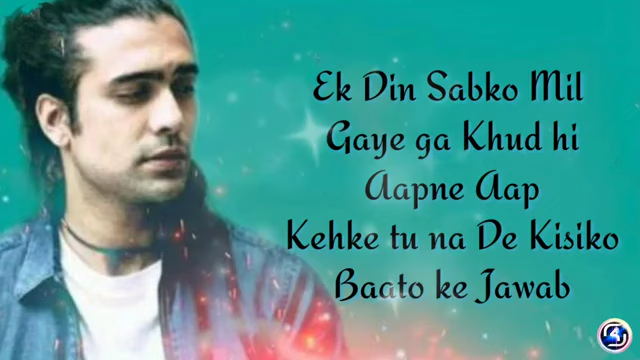 Ek Din Sabko Mil
Gaye ga Khud hi
Aapne Aap
Kehke tu na De Kisiko
Baato ke Jawab